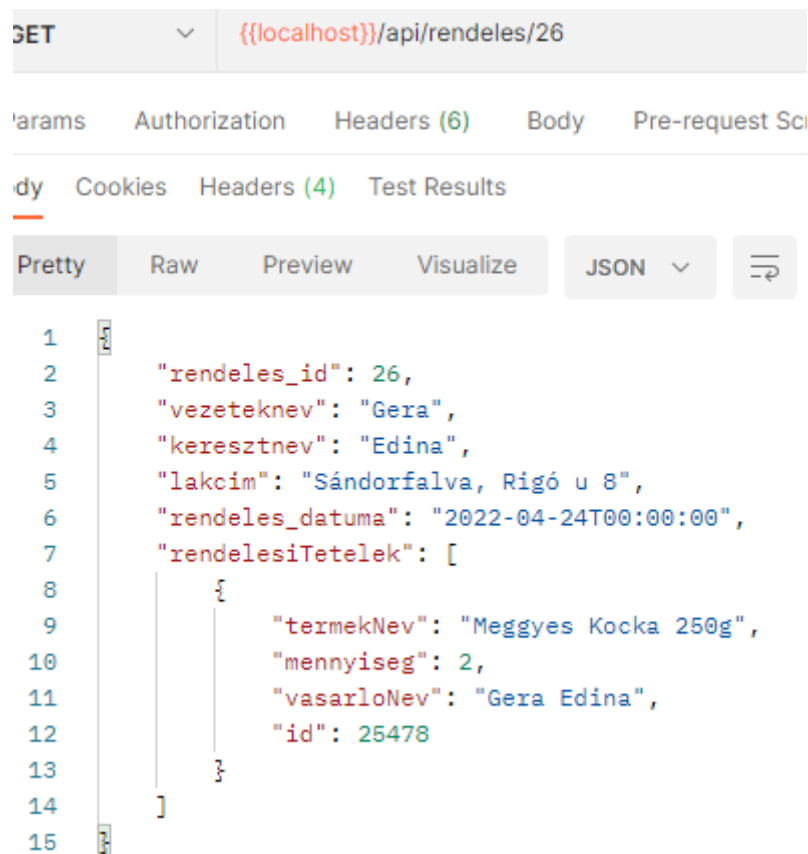 GET {{localhost}}/api/rendeles/26
Params Authorization Headers (6) Body Pre-request Scr
Body Cookies Headers (4) Test Results
Pretty Raw Preview Visualize JSON
1 {
2 "rendeles_id": 26,
3 "vezeteknev": "Gera",
4 "keresztnev": "Edina",
5 "lakcim": "Sándorfalva, Rigó u 8",
6 "rendeles_datuma": "2022-04-24T00:00:00",
7 "rendelesiTetelek": [
8 {
9 "termekNev": "Meggyes Kocka 250g",
10 "mennyiseg": 2,
11 "vasarloNev": "Gera Edina",
12 "id": 25478
13 }
14 ]
15 }